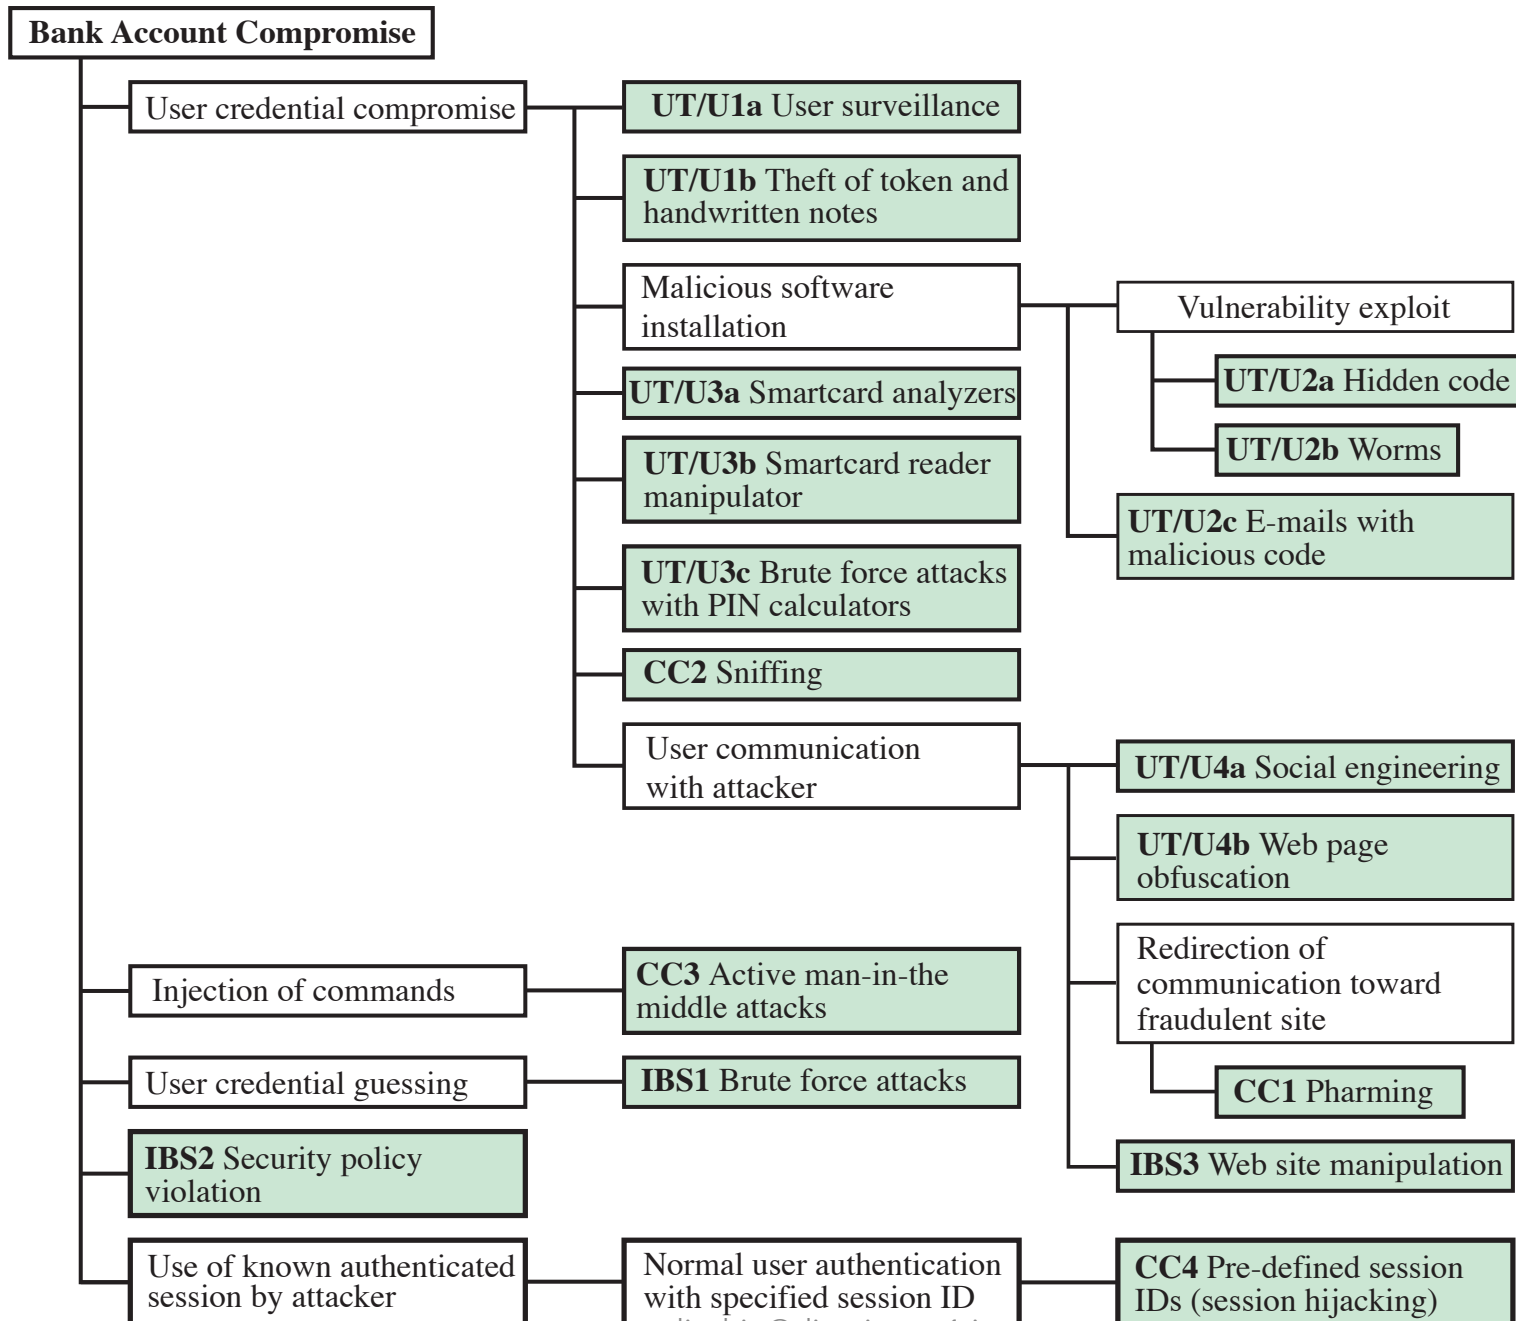 Bank Account Compromise
User credential compromise
UT/U1a User surveillance
UT/U1b Theft of token and
handwritten notes
Malicious software
installation
Vulnerability exploit
UT/U2a Hidden code
UT/U2b Worms
UT/U2c E-mails with
malicious code
UT/U3a Smartcard analyzers
UT/U3b Smartcard reader
manipulator
UT/U3c Brute force attacks
with PIN calculators
CC2 Sniffing
User communication
with attacker
UT/U4a Social engineering
UT/U4b Web page
obfuscation
Redirection of
communication toward
fraudulent site
CC1 Pharming
IBS3 Web site manipulation
Injection of commands
CC3 Active man-in-the
middle attacks
User credential guessing
IBS1 Brute force attacks
IBS2 Security policy
violation
Use of known authenticated
session by attacker
Normal user authentication
with specified session ID
CC4 Pre-defined session
IDs (session hijacking)